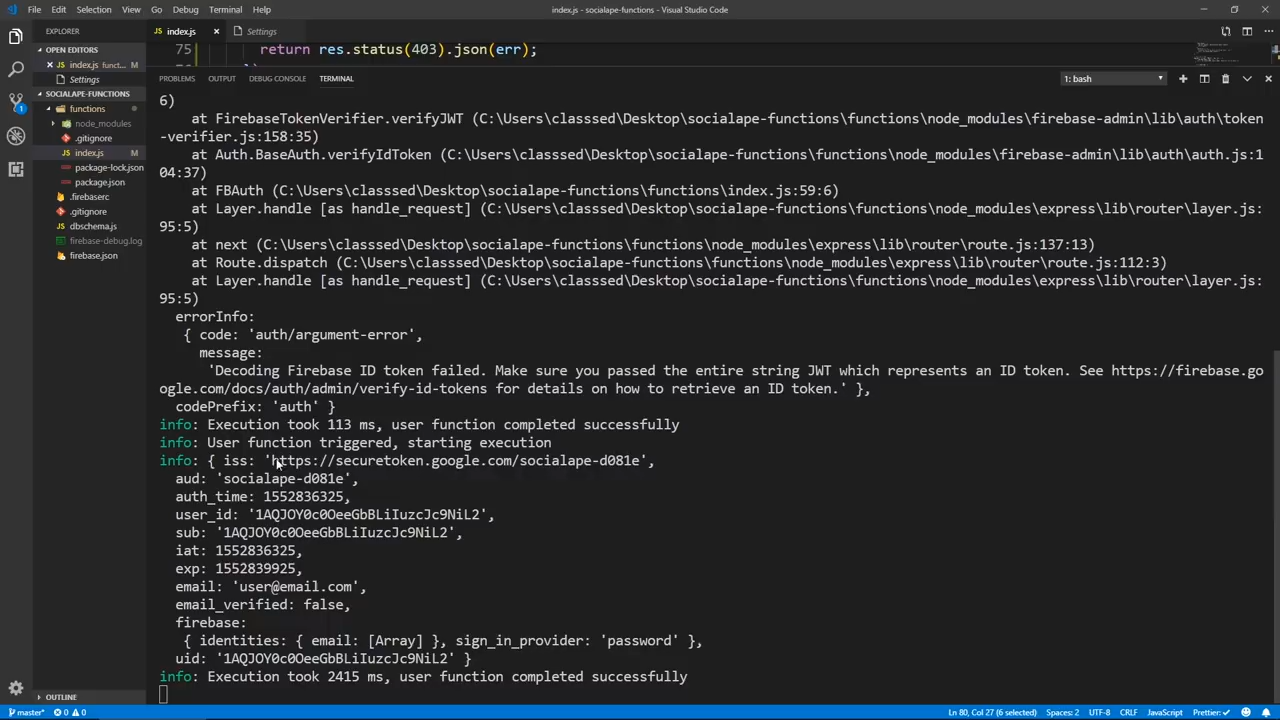 File Edit Selection View Go Debug Terminal Help
index.js - socialape-functions - Visual Studio Code
EXPLORER
OPEN EDITORS
index.js funct... M
Settings
SOCIALAPE-FUNCTIONS
functions
node_modules
.gitignore
index.js M
package-lock.json
package.json
.firebaserc
.gitignore
dbschema.js
firebase-debug.log
firebase.json
OUTLINE
index.js
Settings
75 return res.status(403).json(err);
PROBLEMS OUTPUT DEBUG CONSOLE TERMINAL
1: bash
6)
at FirebaseTokenVerifier.verifyJWT (C:\Users\classsed\Desktop\socialape-functions\functions\node_modules\firebase-admin\lib\auth\token
-verifier.js:158:35)
at Auth.BaseAuth.verifyIdToken (C:\Users\classsed\Desktop\socialape-functions\functions\node_modules\firebase-admin\lib\auth\auth.js:1
04:37)
at FBAuth (C:\Users\classsed\Desktop\socialape-functions\functions\index.js:59:6)
at Layer.handle [as handle_request] (C:\Users\classsed\Desktop\socialape-functions\functions\node_modules\express\lib\router\layer.js:
95:5)
at next (C:\Users\classsed\Desktop\socialape-functions\functions\node_modules\express\lib\router\route.js:137:13)
at Route.dispatch (C:\Users\classsed\Desktop\socialape-functions\functions\node_modules\express\lib\router\route.js:112:3)
at Layer.handle [as handle_request] (C:\Users\classsed\Desktop\socialape-functions\functions\node_modules\express\lib\router\layer.js:
95:5)
errorInfo:
{ code: 'auth/argument-error',
message:
'Decoding Firebase ID token failed. Make sure you passed the entire string JWT which represents an ID token. See https://firebase.go
ogle.com/docs/auth/admin/verify-id-tokens for details on how to retrieve an ID token.' },
codePrefix: 'auth' }
info: Execution took 113 ms, user function completed successfully
info: User function triggered, starting execution
info: { iss: 'https://securetoken.google.com/socialape-d081e',
aud: 'socialape-d081e',
auth_time: 1552836325,
user_id: '1AQJOY0c0OeeGbBLiIuzcJc9NiL2',
sub: '1AQJOY0c0OeeGbBLiIuzcJc9NiL2',
iat: 1552836325,
exp: 1552839925,
email: 'user@email.com',
email_verified: false,
firebase:
{ identities: { email: [Array] }, sign_in_provider: 'password' },
uid: '1AQJOY0c0OeeGbBLiIuzcJc9NiL2' }
info: Execution took 2415 ms, user function completed successfully
master* 0 0
Ln 80, Col 27 (6 selected) Spaces: 2 UTF-8 CRLF JavaScript Prettier: ✓